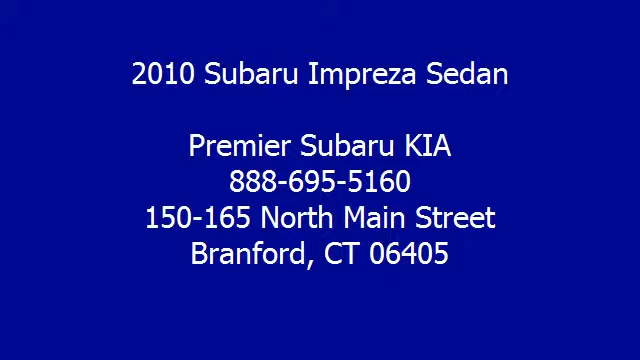 2010 Subaru Impreza Sedan
Premier Subaru KIA
888-695-5160
150-165 North Main Street
Branford, CT 06405